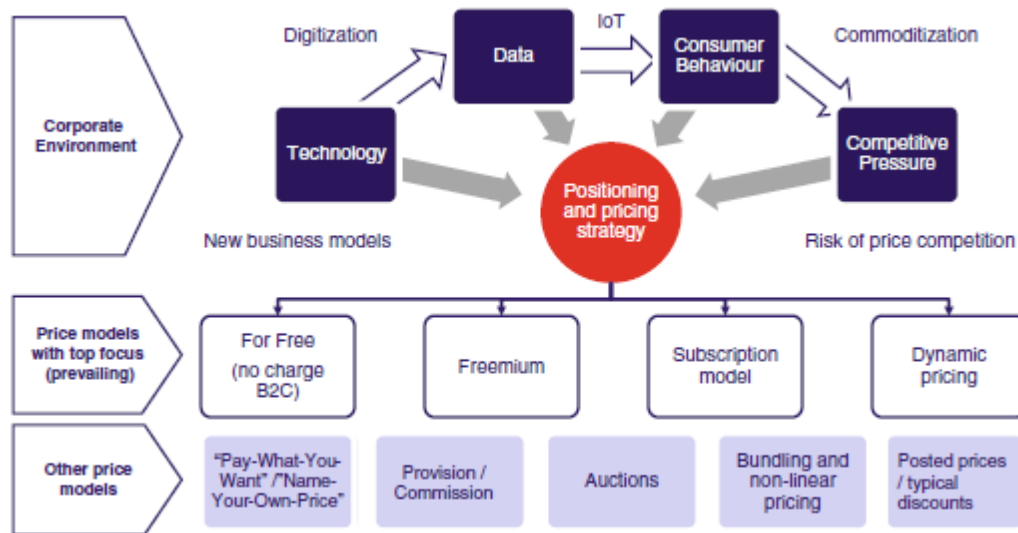 Digitization
IoT
Commoditization
Data
Consumer
Behaviour
Corporate
Environment
Technology
Competitive
Pressure
Positioning
and pricing
strategy
New business models
Risk of price competition
Price models
with top focus
(prevailing)
For Free
(no charge
B2C)
Freemium
Subscription
model
Dynamic
pricing
Other price
models
“Pay-What-You-
Want” /”Name-
Your-Own-Price”
Provision /
Commission
Auctions
Bundling and
non-linear
pricing
Posted prices
/ typical
discounts